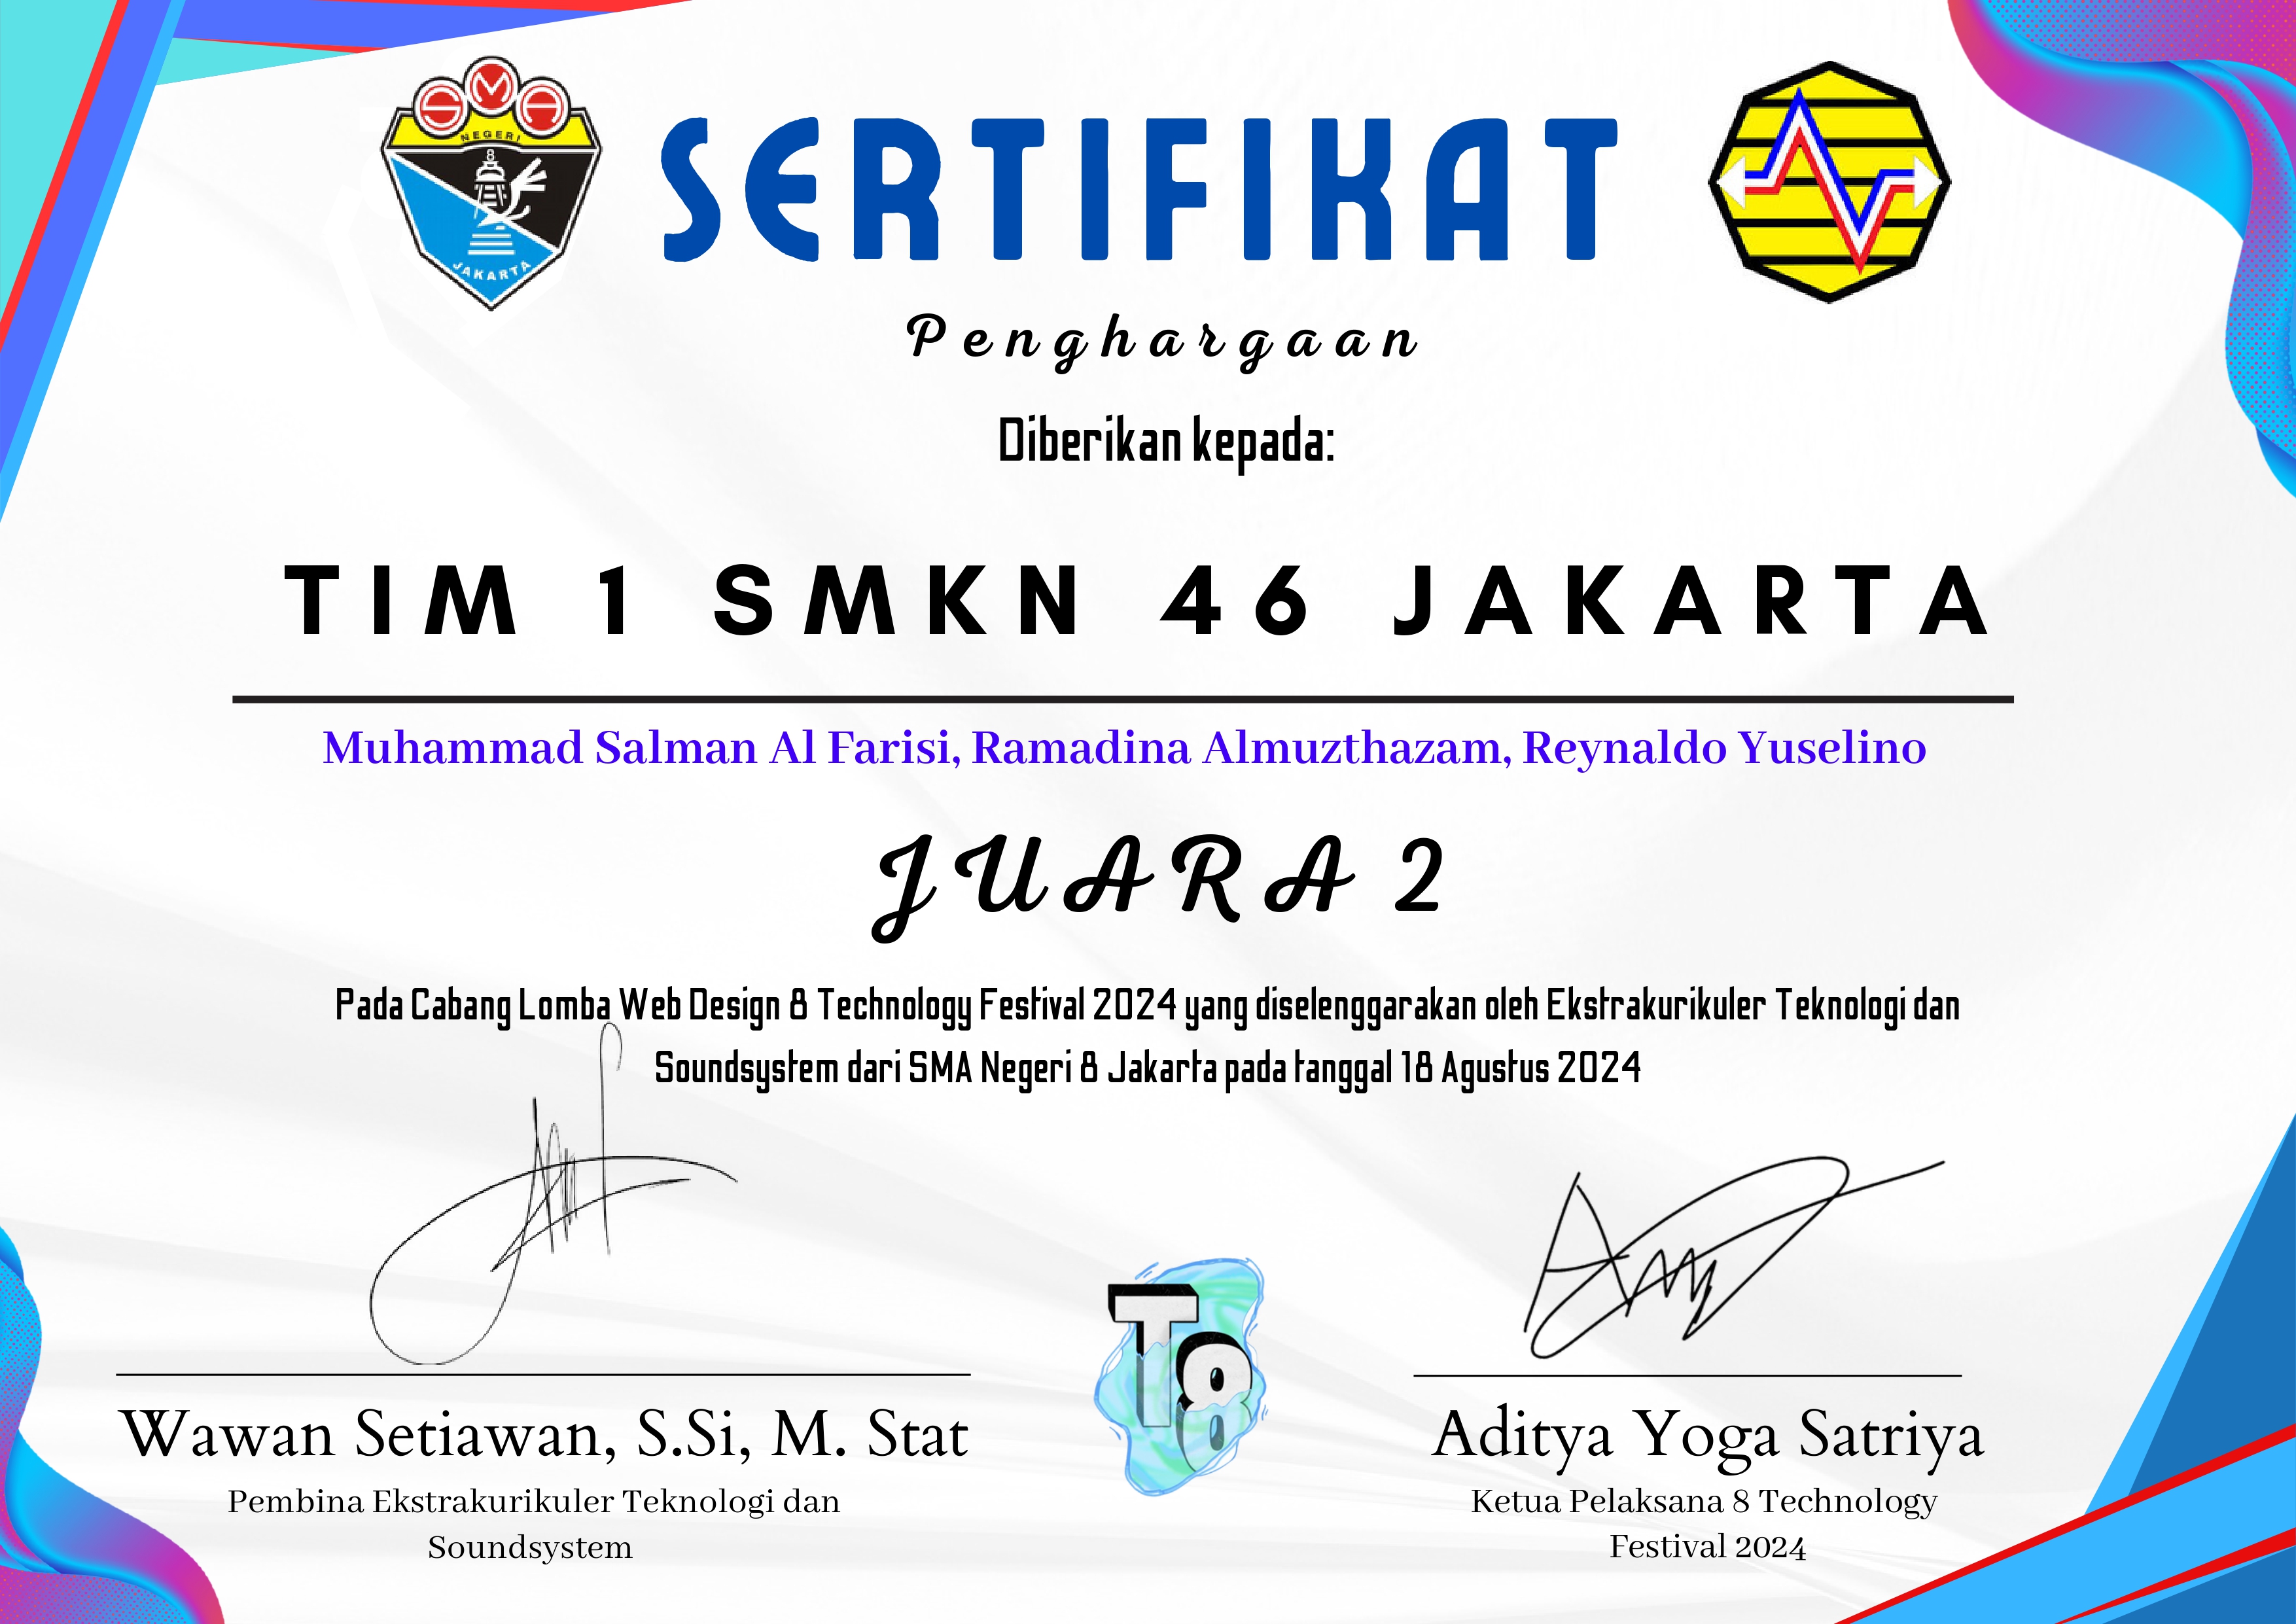 SMA
NEGERI
8
JAKARTA
SERTIFIKAT
Penghargaan
Diberikan kepada:
TIM 1 SMKN 46 JAKARTA
Muhammad Salman Al Farisi, Ramadina Almuzthazam, Reynaldo Yuselino
JUARA 2
Pada Cabang Lomba Web Design 8 Technology Festival 2024 yang diselenggarakan oleh Ekstrakurikuler Teknologi dan
Soundsystem dari SMA Negeri 8 Jakarta pada tanggal 18 Agustus 2024
T8
Wawan Setiawan, S.Si, M. Stat
Pembina Ekstrakurikuler Teknologi dan
Soundsystem
Aditya Yoga Satriya
Ketua Pelaksana 8 Technology
Festival 2024